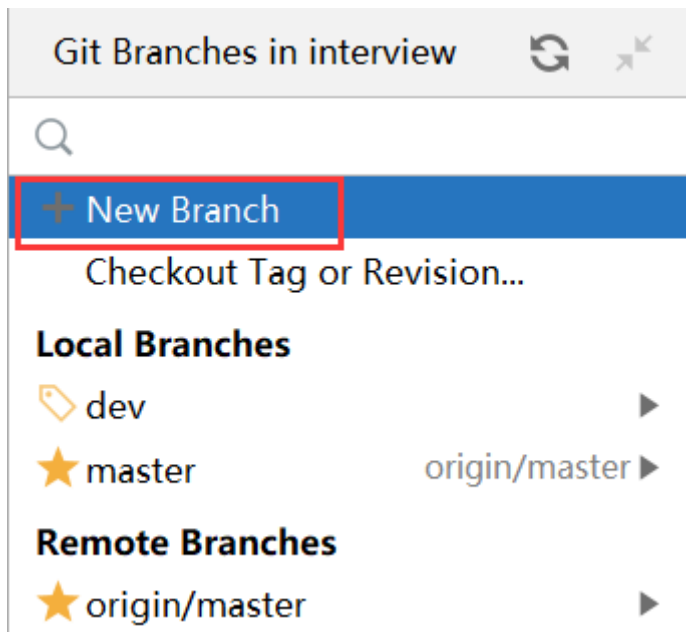 Git Branches in interview
New Branch
Checkout Tag or Revision...
Local Branches
dev
master origin/master
Remote Branches
origin/master